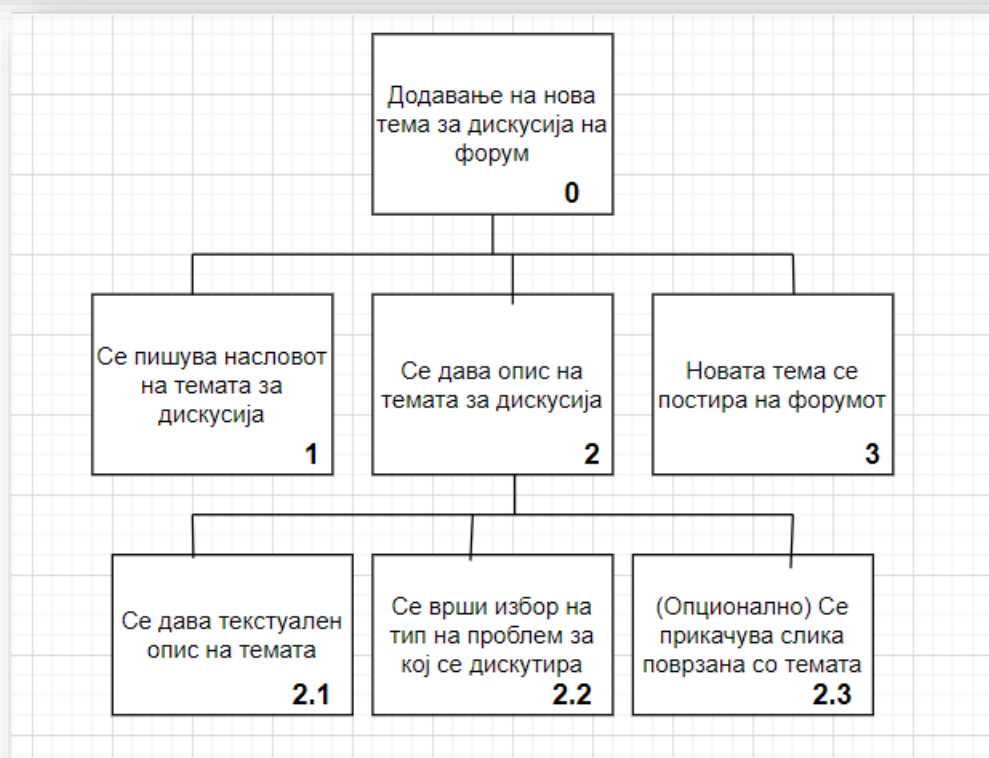 Додавање на нова
тема за дискусија на
форум
0
Се пишува насловот
на темата за
дискусија
1
Се дава опис на
темата за дискусија
2
Новата тема се
постира на форумот
3
Се дава текстуален
опис на темата
2.1
Се врши избор на
тип на проблем за
кој се дискутира
2.2
(Опционално) Се
прикачува слика
поврзана со темата
2.3